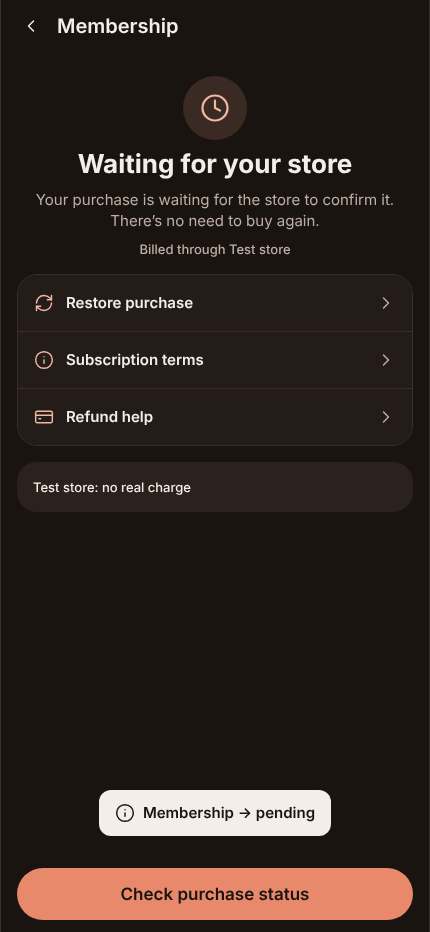 Membership
Waiting for your store
Your purchase is waiting for the store to confirm it.
There’s no need to buy again.
Billed through Test store
Restore purchase
Subscription terms
Refund help
Test store: no real charge
Membership → pending
Check purchase status